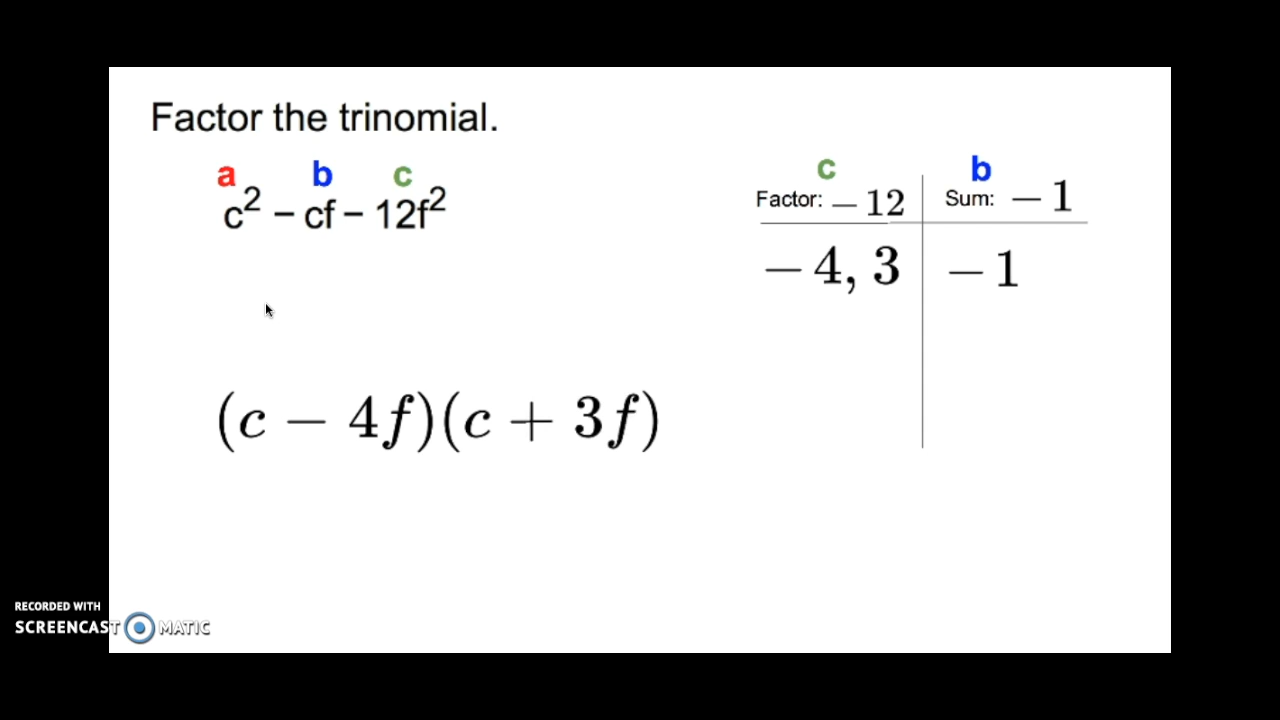 Factor the trinomial.
a b c
c² − cf − 12f²
c b
Factor: − 12 Sum: − 1
− 4, 3 − 1
(c − 4f)(c + 3f)
RECORDED WITH
SCREENCAST MATIC